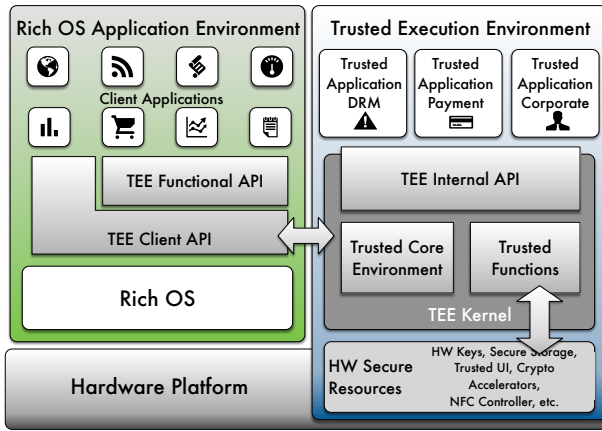 Rich OS Application Environment
Client Applications
TEE Functional API
TEE Client API
Rich OS
Hardware Platform
Trusted Execution Environment
Trusted
Application
DRM
Trusted
Application
Payment
Trusted
Application
Corporate
TEE Internal API
Trusted Core
Environment
Trusted
Functions
TEE Kernel
HW Secure
Resources
HW Keys, Secure Storage,
Trusted UI, Crypto
Accelerators,
NFC Controller, etc.